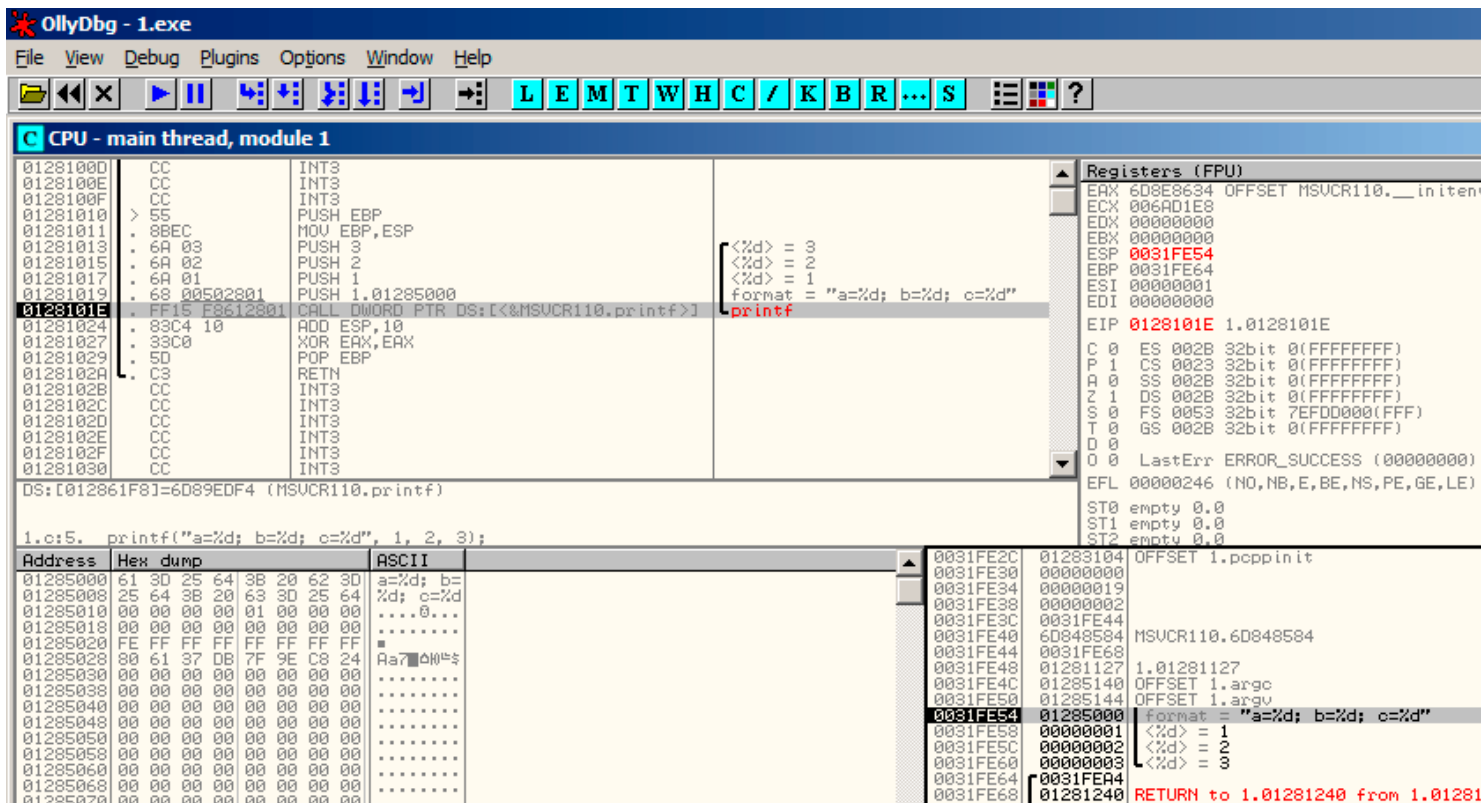 OllyDbg - 1.exe
File View Debug Plugins Options Window Help
L E M T W H C / K B R ... S ?
C CPU - main thread, module 1
0128100D CC INT3
0128100E CC INT3
0128100F CC INT3
01281010 > 55 PUSH EBP
01281011 . 8BEC MOV EBP,ESP
01281013 . 6A 03 PUSH 3 <%d> = 3
01281015 . 6A 02 PUSH 2 <%d> = 2
01281017 . 6A 01 PUSH 1 <%d> = 1
01281019 . 68 00502801 PUSH 1.01285000 format = "a=%d; b=%d; c=%d"
0128101E . FF15 F8612801 CALL DWORD PTR DS:[<&MSVCR110.printf>] printf
01281024 . 83C4 10 ADD ESP,10
01281027 . 33C0 XOR EAX,EAX
01281029 . 5D POP EBP
0128102A . C3 RETN
0128102B CC INT3
0128102C CC INT3
0128102D CC INT3
0128102E CC INT3
0128102F CC INT3
01281030 CC INT3
DS:[012861F8]=6D89EDF4 (MSVCR110.printf)
1.c:5. printf("a=%d; b=%d; c=%d", 1, 2, 3);
Registers (FPU)
EAX 6D8E8634 OFFSET MSVCR110.__initenv
ECX 006AD1E8
EDX 00000000
EBX 00000000
ESP 0031FE54
EBP 0031FE64
ESI 00000001
EDI 00000000
EIP 0128101E 1.0128101E
C 0 ES 002B 32bit 0(FFFFFFFF)
P 1 CS 0023 32bit 0(FFFFFFFF)
A 0 SS 002B 32bit 0(FFFFFFFF)
Z 1 DS 002B 32bit 0(FFFFFFFF)
S 0 FS 0053 32bit 7EFDD000(FFF)
T 0 GS 002B 32bit 0(FFFFFFFF)
D 0
O 0 LastErr ERROR_SUCCESS (00000000)
EFL 00000246 (NO,NB,E,BE,NS,PE,GE,LE)
ST0 empty 0.0
ST1 empty 0.0
ST2 empty 0.0
Address Hex dump ASCII
01285000 61 3D 25 64 3B 20 62 3D a=%d; b=
01285008 25 64 3B 20 63 3D 25 64 %d; c=%d
01285010 00 00 00 00 01 00 00 00 ....0...
01285018 00 00 00 00 00 00 00 00 ........
01285020 FE FF FF FF FF FF FF FF
01285028 80 61 37 DB 7F 9E C8 24
01285030 00 00 00 00 00 00 00 00 ........
01285038 00 00 00 00 00 00 00 00 ........
01285040 00 00 00 00 00 00 00 00 ........
01285048 00 00 00 00 00 00 00 00 ........
01285050 00 00 00 00 00 00 00 00 ........
01285058 00 00 00 00 00 00 00 00 ........
01285060 00 00 00 00 00 00 00 00 ........
01285068 00 00 00 00 00 00 00 00 ........
01285070 00 00 00 00 00 00 00 00 ........
0031FE2C 01283104 OFFSET 1.pcppinit
0031FE30 00000000
0031FE34 00000019
0031FE38 00000002
0031FE3C 0031FE44
0031FE40 6D848584 MSVCR110.6D848584
0031FE44 0031FE68
0031FE48 01281127 1.01281127
0031FE4C 01285140 OFFSET 1.argc
0031FE50 01285144 OFFSET 1.argv
0031FE54 01285000 format = "a=%d; b=%d; c=%d"
0031FE58 00000001 <%d> = 1
0031FE5C 00000002 <%d> = 2
0031FE60 00000003 <%d> = 3
0031FE64 0031FEA4
0031FE68 01281240 RETURN to 1.01281240 from 1.01281